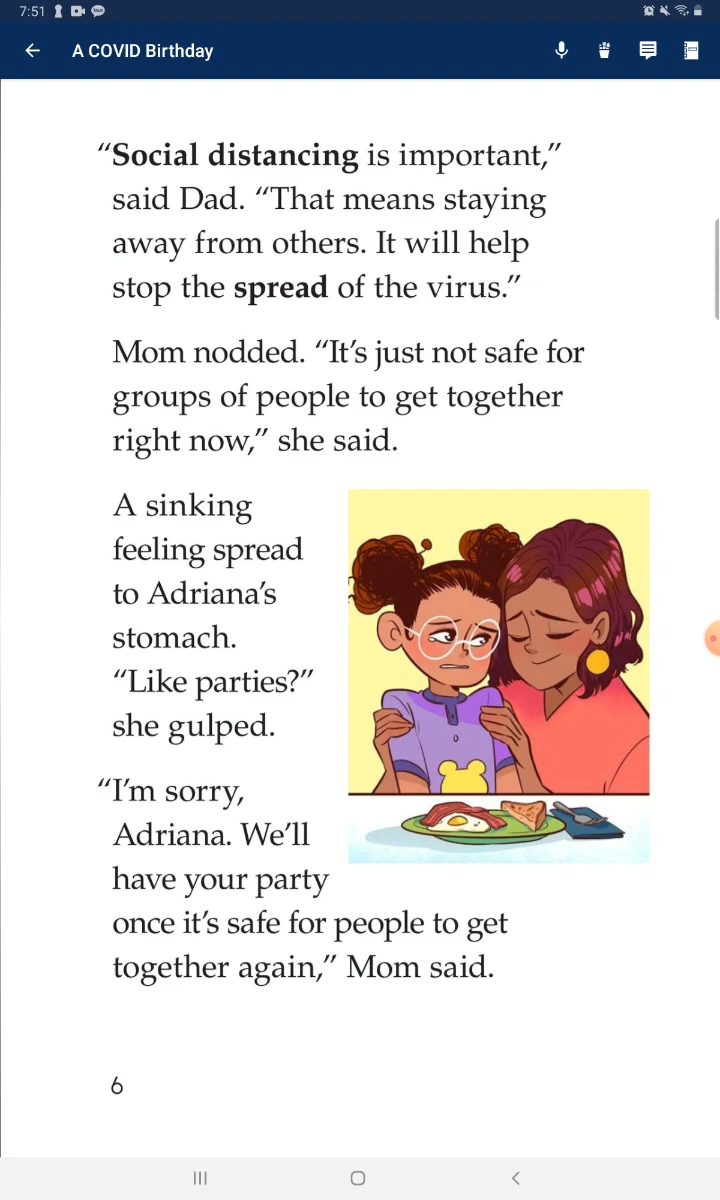 7:51
TALK
A COVID Birthday
“Social distancing is important,”
said Dad. “That means staying
away from others. It will help
stop the spread of the virus.”
Mom nodded. “It’s just not safe for
groups of people to get together
right now,” she said.
A sinking
feeling spread
to Adriana’s
stomach.
“Like parties?”
she gulped.
“I’m sorry,
Adriana. We’ll
have your party
once it’s safe for people to get
together again,” Mom said.
6